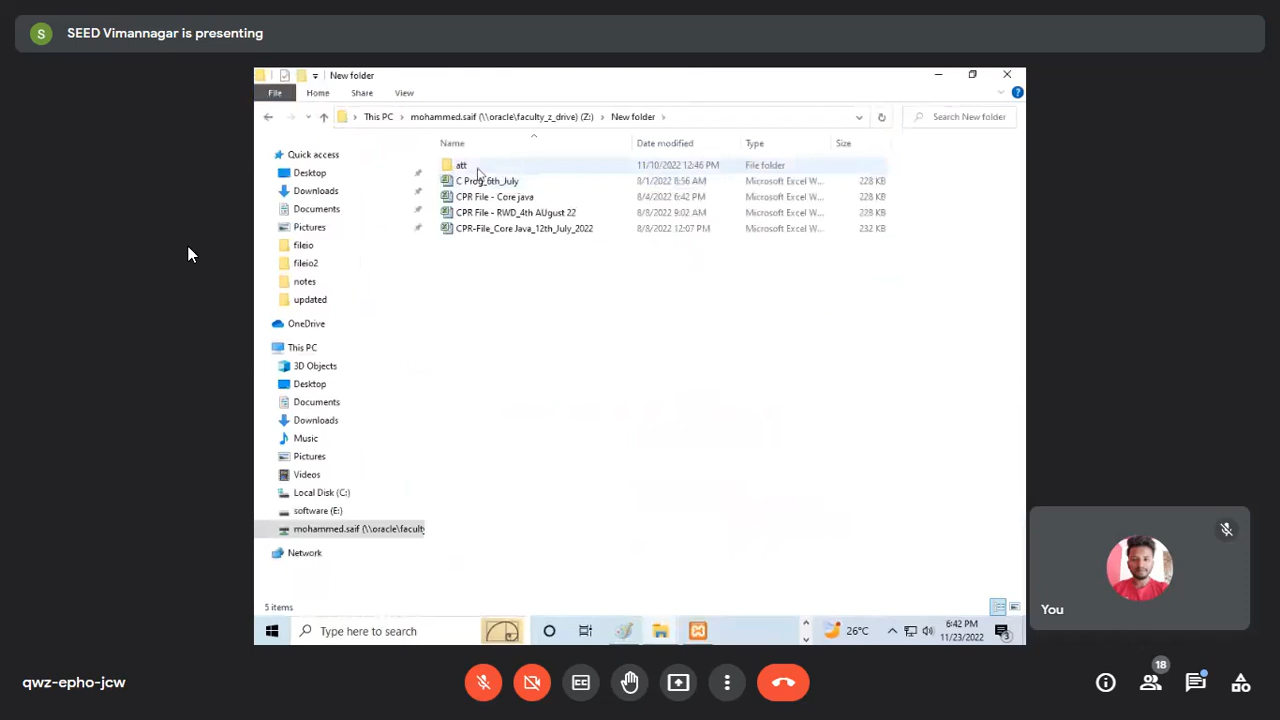 S SEED Vimannagar is presenting
New folder
File Home Share View
This PC > mohammed.saif (\\oracle\faculty_z_drive) (Z:) > New folder >
Search New folder
Name Date modified Type Size
att 11/10/2022 12:46 PM File folder
C Prog_6th_July 8/1/2022 8:56 AM Microsoft Excel W... 228 KB
CPR File - Core java 8/4/2022 6:42 PM Microsoft Excel W... 228 KB
CPR File - RWD_4th AUgust 22 8/8/2022 9:02 AM Microsoft Excel W... 228 KB
CPR-File_Core Java_12th_July_2022 8/8/2022 12:07 PM Microsoft Excel W... 232 KB
Quick access
Desktop
Downloads
Documents
Pictures
fileio
fileio2
notes
updated
OneDrive
This PC
3D Objects
Desktop
Documents
Downloads
Music
Pictures
Videos
Local Disk (C:)
software (E:)
mohammed.saif (\\oracle\facult
Network
5 items
Type here to search
26°C
6:42 PM
11/23/2022
3
You
qwz-epho-jcw
CC
18